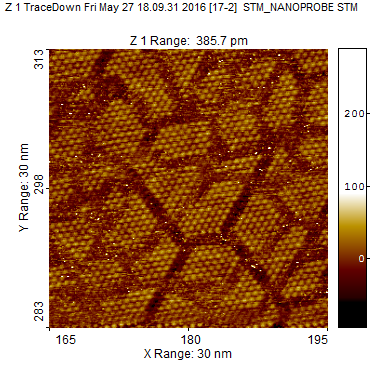 Z 1 TraceDown Fri May 27 18.09.31 2016 [17-2] STM_NANOPROBE STM
Z 1 Range: 385.7 pm
313
298
283
Y Range: 30 nm
165 180 195
X Range: 30 nm
200
100
0